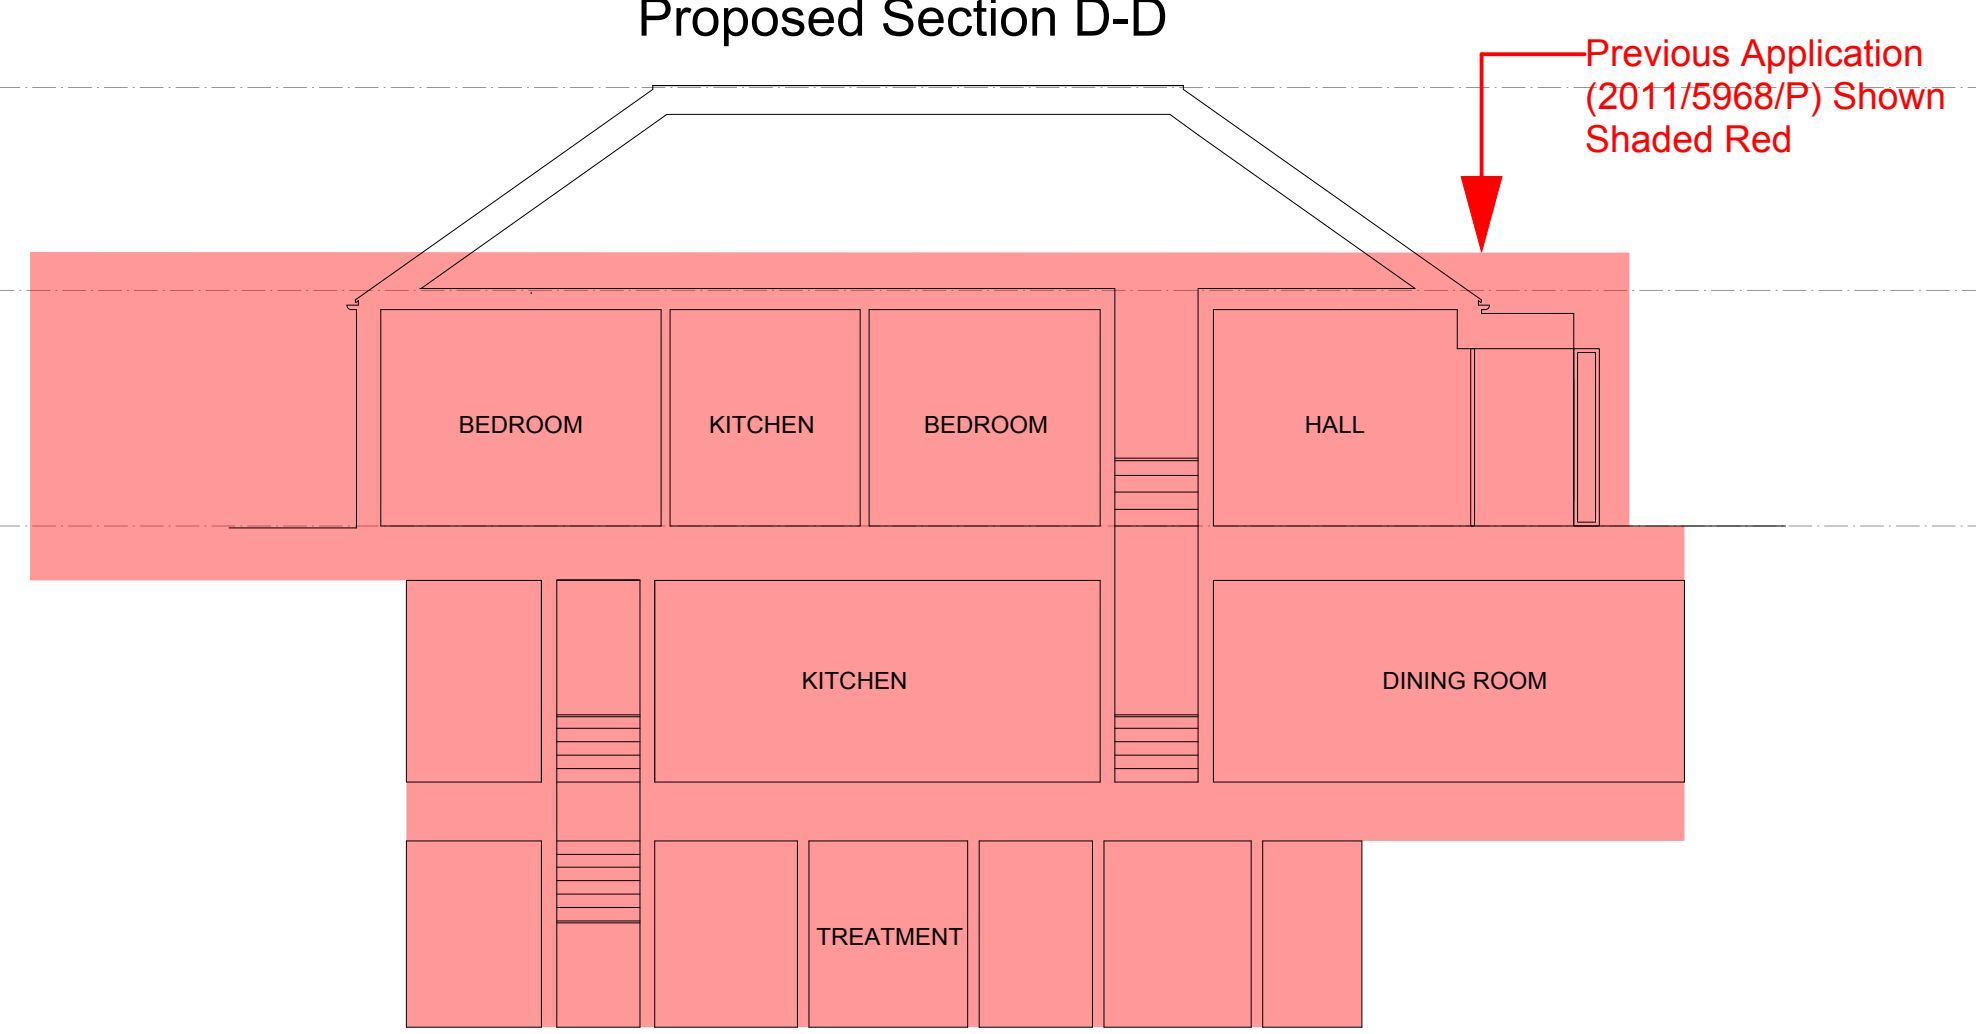 Proposed Section D-D
Previous Application
(2011/5968/P) Shown
Shaded Red
BEDROOM
KITCHEN
BEDROOM
HALL
KITCHEN
DINING ROOM
TREATMENT